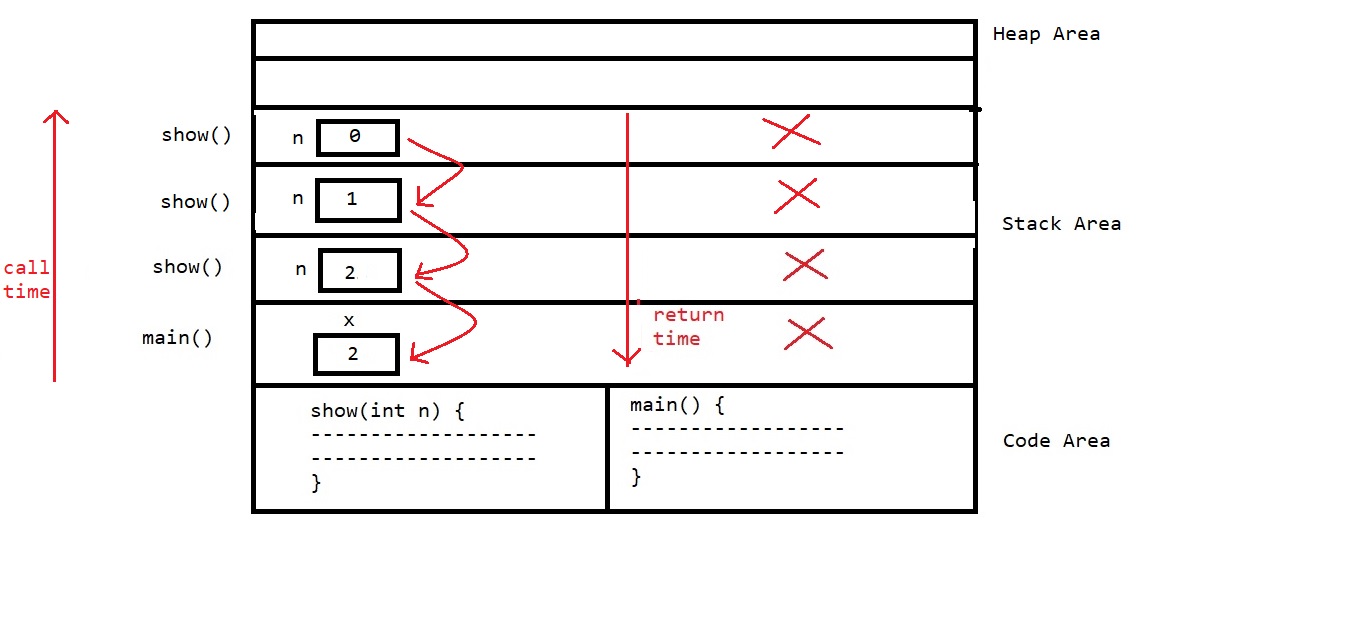 Heap Area
show() n 0
show() n 1
Stack Area
show() n 2
call
time
return
time
x
main()
2
show(int n) {
-------------------
-------------------
}
main() {
------------------
------------------
}
Code Area